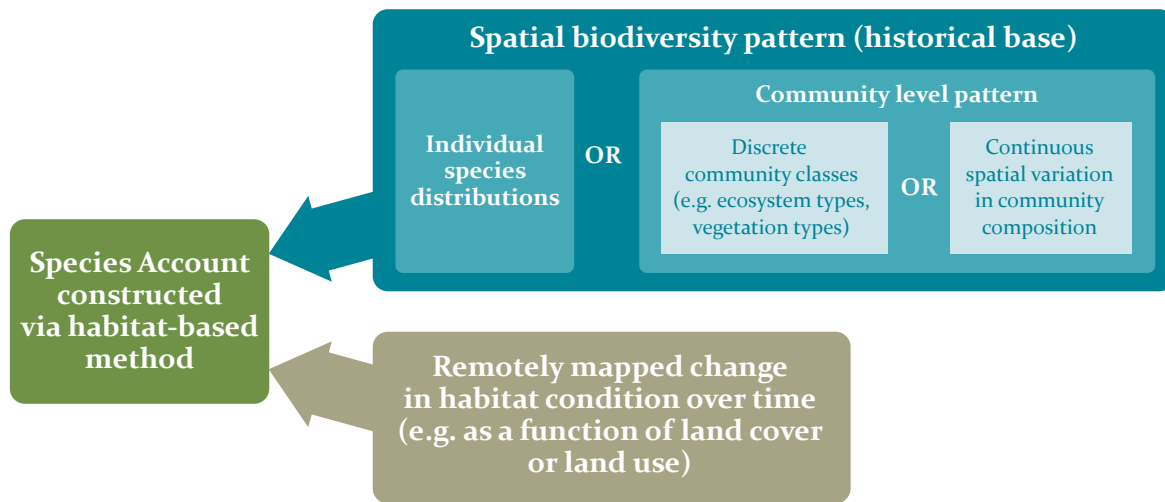 Spatial biodiversity pattern (historical base)
Individual
species
distributions
OR
Community level pattern
Discrete
community classes
(e.g. ecosystem types,
vegetation types)
OR
Continuous
spatial variation
in community
composition
Species Account
constructed
via habitat-based
method
Remotely mapped change
in habitat condition over time
(e.g. as a function of land cover
or land use)